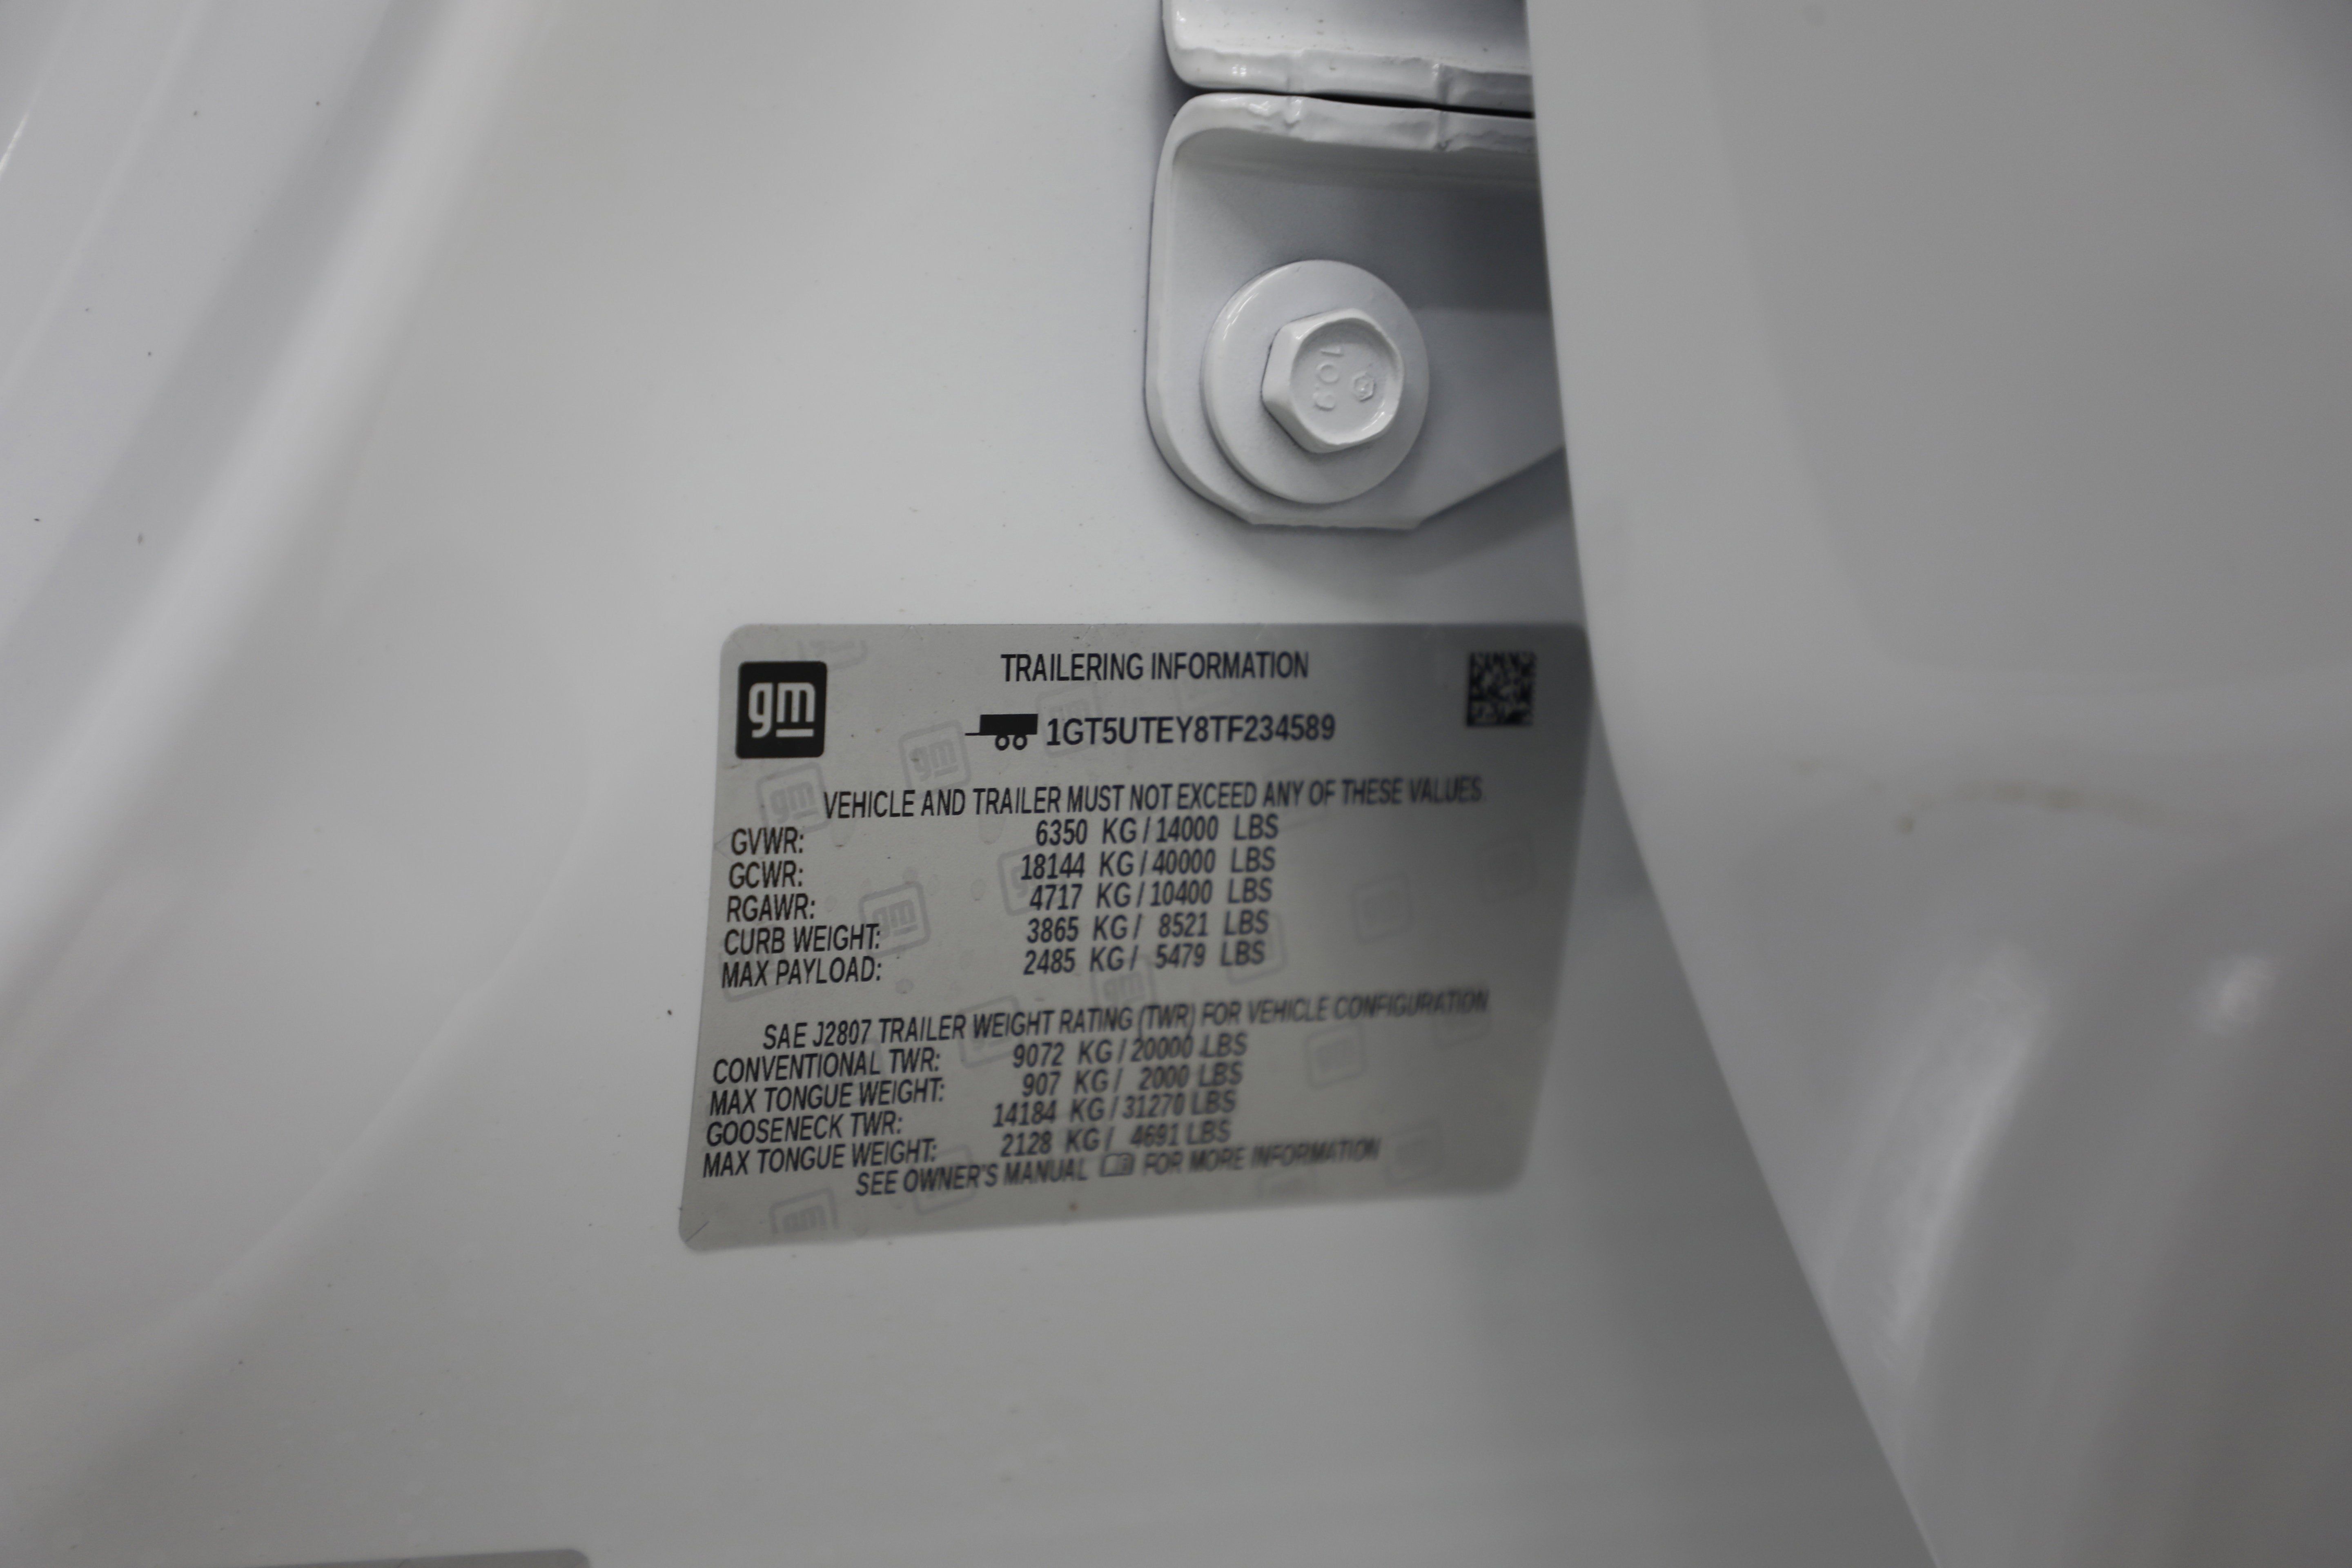 10.9
gm
TRAILERING INFORMATION
1GT5UTEY8TF234589
VEHICLE AND TRAILER MUST NOT EXCEED ANY OF THESE VALUES
GVWR: 6350 KG / 14000 LBS
GCWR: 18144 KG / 40000 LBS
RGAWR: 4717 KG / 10400 LBS
CURB WEIGHT: 3865 KG / 8521 LBS
MAX PAYLOAD: 2485 KG / 5479 LBS
SAE J2807 TRAILER WEIGHT RATING (TWR) FOR VEHICLE CONFIGURATION
CONVENTIONAL TWR: 9072 KG / 20000 LBS
MAX TONGUE WEIGHT: 907 KG / 2000 LBS
GOOSENECK TWR: 14184 KG / 31270 LBS
MAX TONGUE WEIGHT: 2128 KG / 4691 LBS
SEE OWNER'S MANUAL FOR MORE INFORMATION